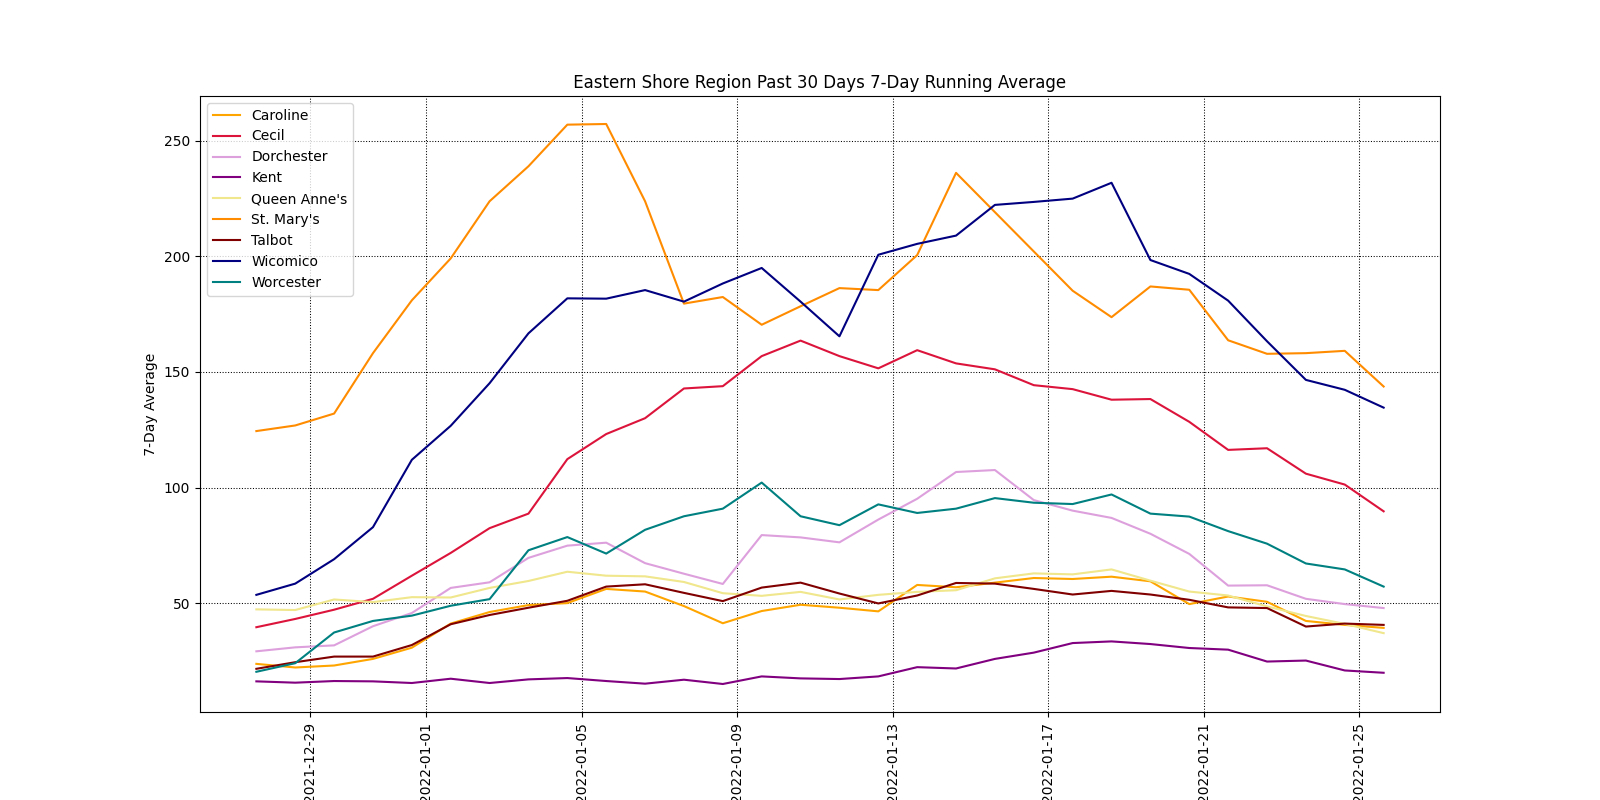 Eastern Shore Region Past 30 Days 7-Day Running Average
Caroline
Cecil
Dorchester
Kent
Queen Anne's
St. Mary's
Talbot
Wicomico
Worcester
250
200
150
100
50
7-Day Average
2021-12-29
2022-01-01
2022-01-05
2022-01-09
2022-01-13
2022-01-17
2022-01-21
2022-01-25